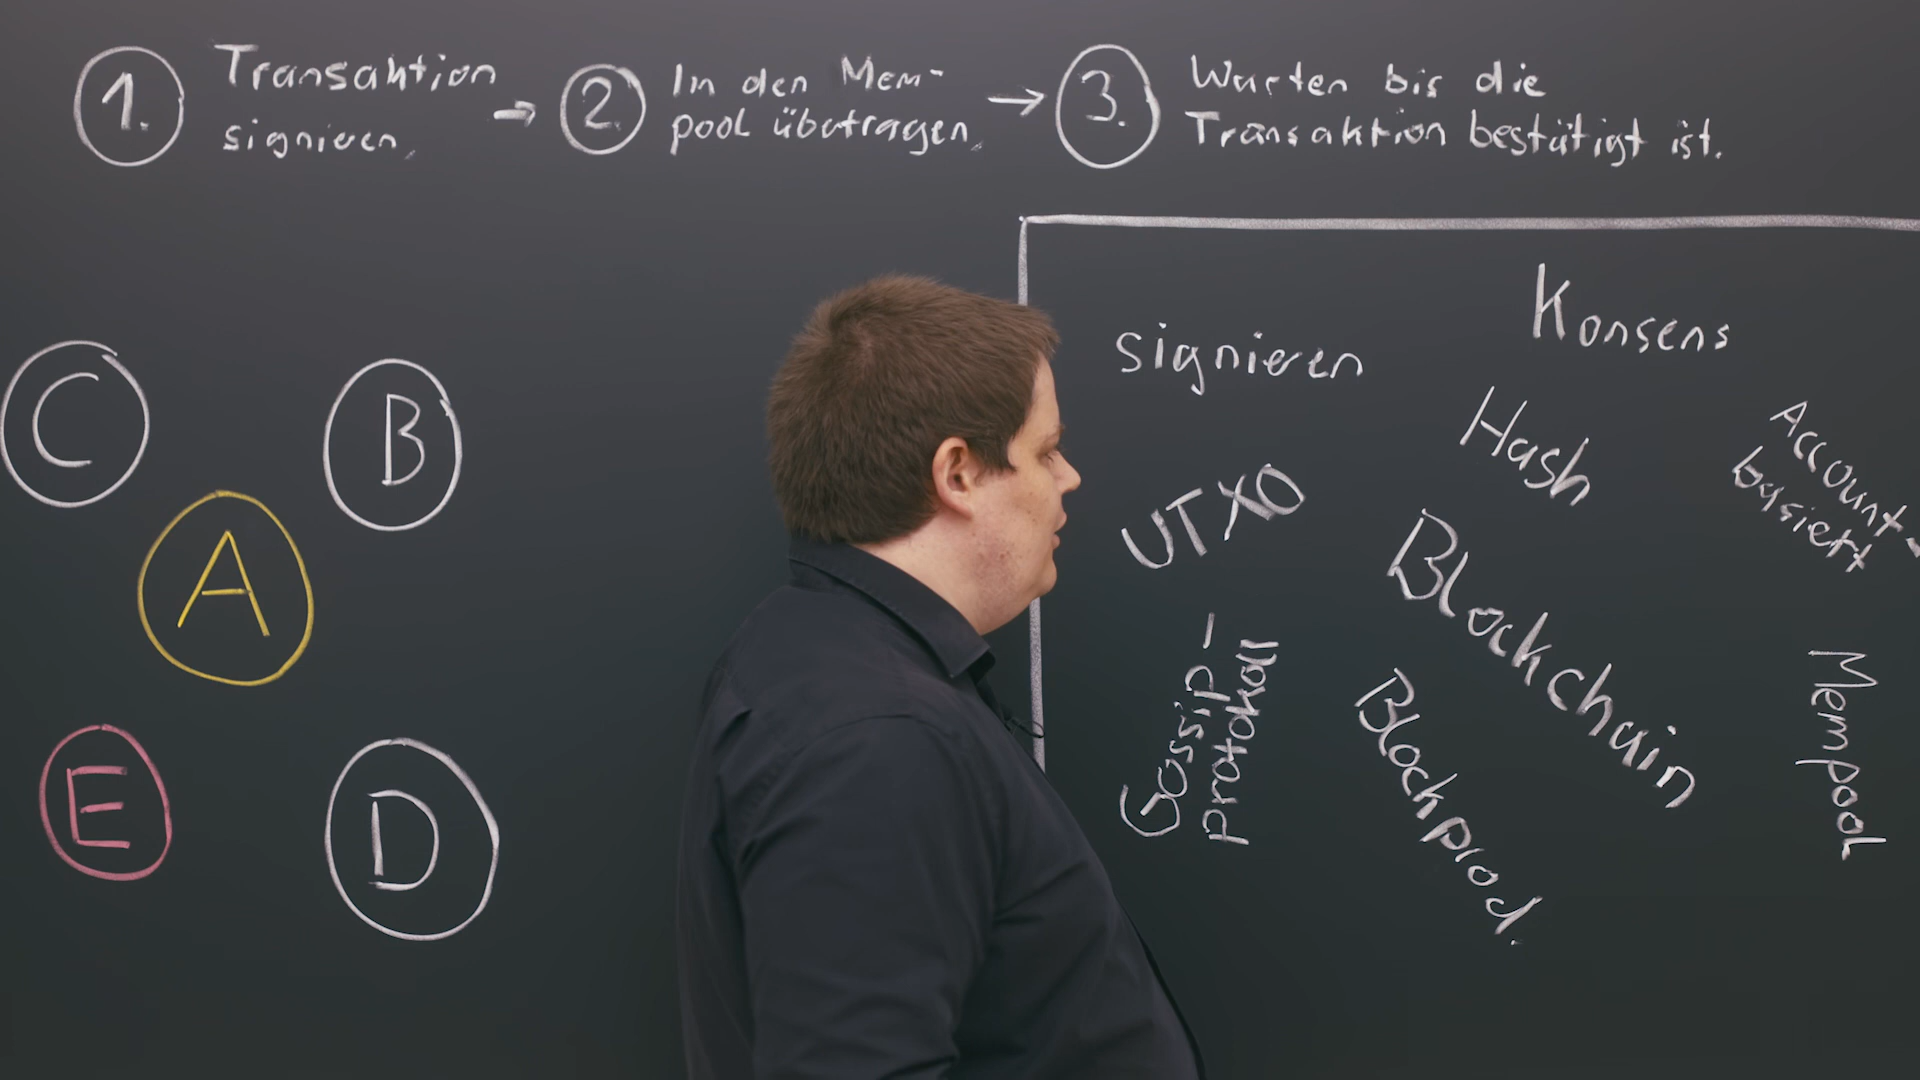 1. Transaktion
signieren,
2. In den Mem-
pool übertragen,
3. Warten bis die
Transaktion bestätigt ist.
C
B
A
E
D
Konsens
signieren
Hash
Account-
basiert
UTXO
Blockchain
Gossip-
protokoll
Blockprod.
Mempool